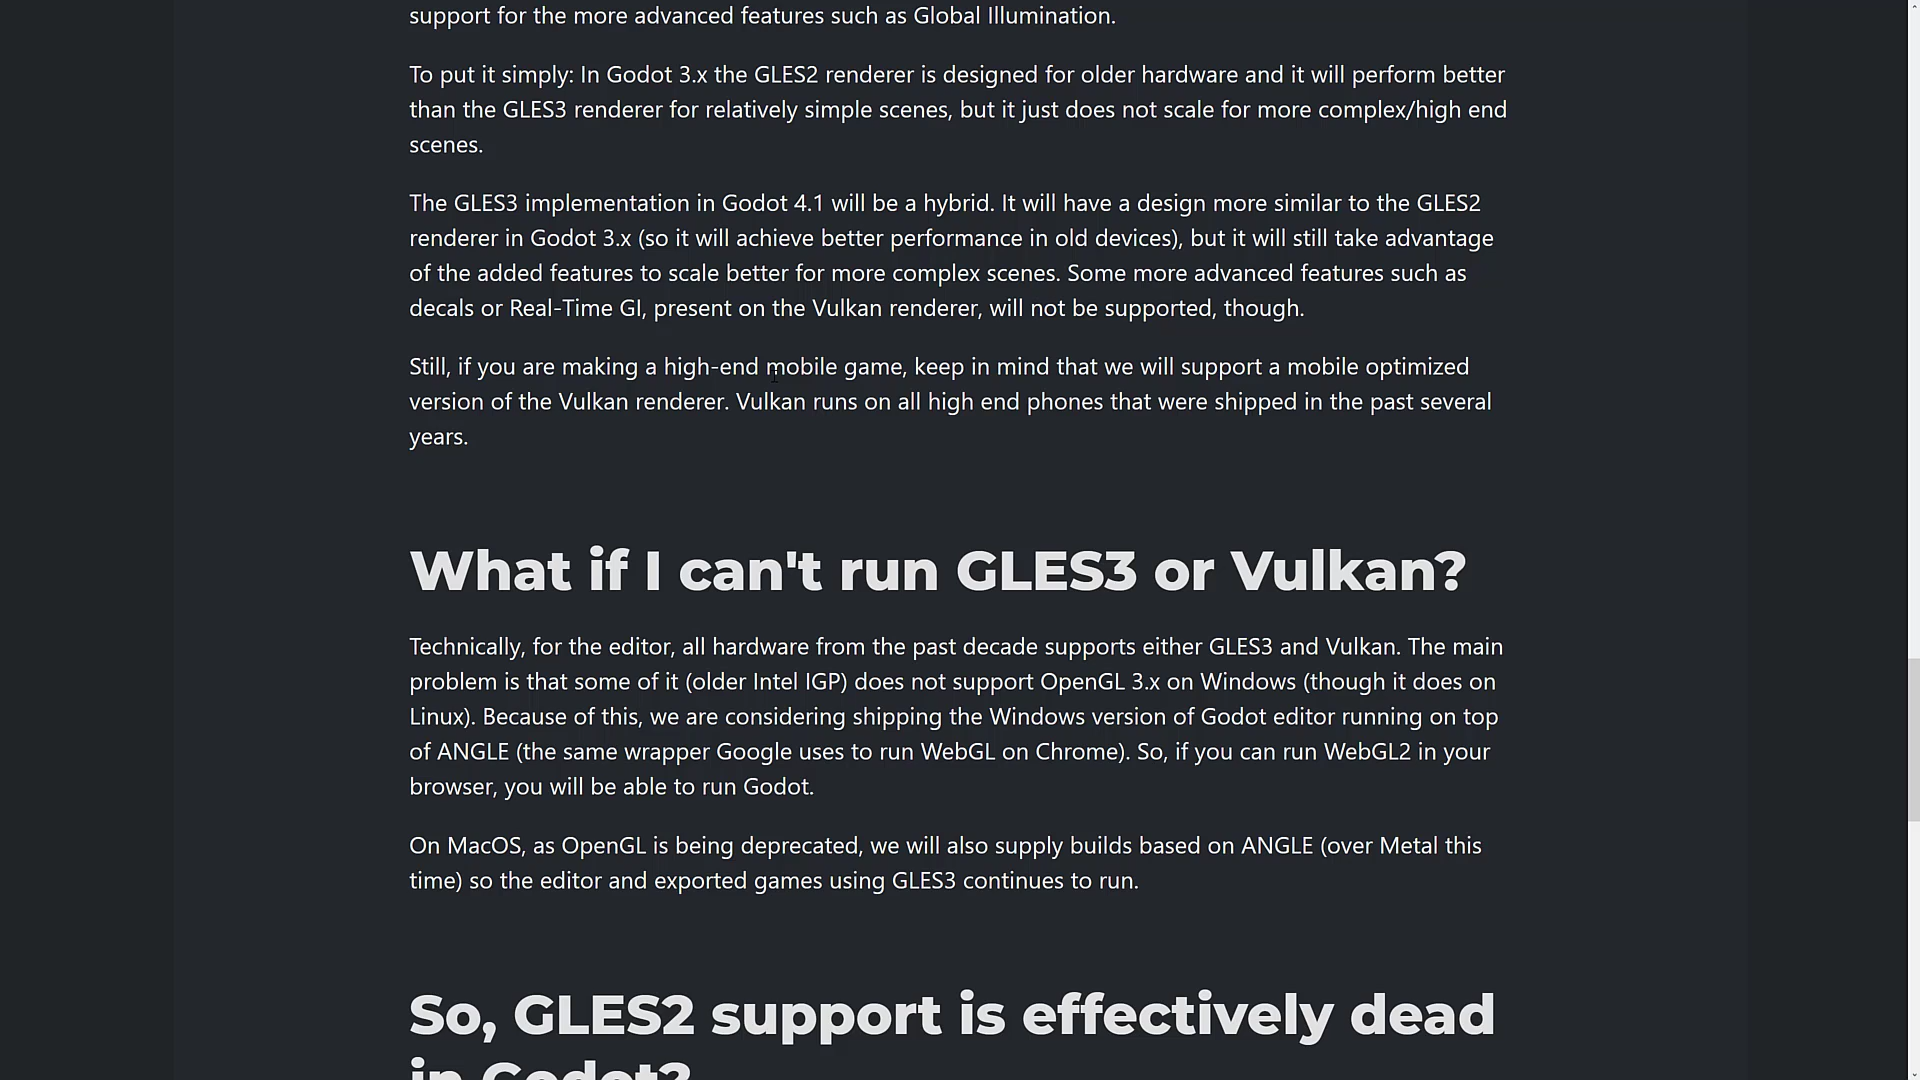 support for the more advanced features such as Global Illumination.
To put it simply: In Godot 3.x the GLES2 renderer is designed for older hardware and it will perform better
than the GLES3 renderer for relatively simple scenes, but it just does not scale for more complex/high end
scenes.
The GLES3 implementation in Godot 4.1 will be a hybrid. It will have a design more similar to the GLES2
renderer in Godot 3.x (so it will achieve better performance in old devices), but it will still take advantage
of the added features to scale better for more complex scenes. Some more advanced features such as
decals or Real-Time GI, present on the Vulkan renderer, will not be supported, though.
Still, if you are making a high-end mobile game, keep in mind that we will support a mobile optimized
version of the Vulkan renderer. Vulkan runs on all high end phones that were shipped in the past several
years.
What if I can't run GLES3 or Vulkan?
Technically, for the editor, all hardware from the past decade supports either GLES3 and Vulkan. The main
problem is that some of it (older Intel IGP) does not support OpenGL 3.x on Windows (though it does on
Linux). Because of this, we are considering shipping the Windows version of Godot editor running on top
of ANGLE (the same wrapper Google uses to run WebGL on Chrome). So, if you can run WebGL2 in your
browser, you will be able to run Godot.
On MacOS, as OpenGL is being deprecated, we will also supply builds based on ANGLE (over Metal this
time) so the editor and exported games using GLES3 continues to run.
So, GLES2 support is effectively dead
in Godot?